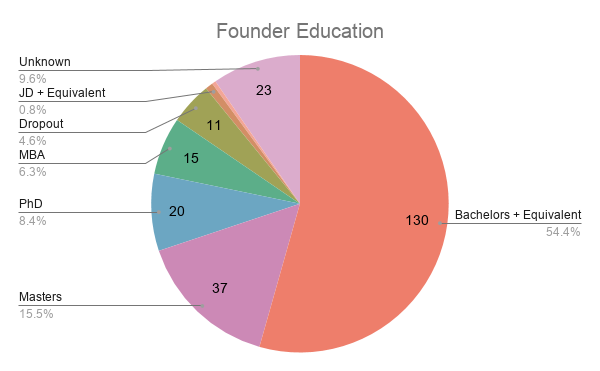 Founder Education
Unknown
9.6%
JD + Equivalent
0.8%
Dropout
4.6%
MBA
6.3%
PhD
8.4%
Masters
15.5%
23
11
15
20
37
130
Bachelors + Equivalent
54.4%